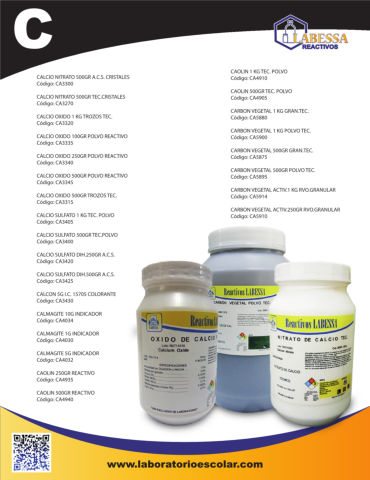 C
LABESSA
REACTIVOS
CALCIO NITRATO 500GR A.C.S. CRISTALES
Código: CA3300
CALCIO NITRATO 500GR TEC.CRISTALES
Código: CA3270
CALCIO OXIDO 1 KG TROZOS TEC.
Código: CA3320
CALCIO OXIDO 100GR POLVO REACTIVO
Código: CA3335
CALCIO OXIDO 250GR POLVO REACTIVO
Código: CA3340
CALCIO OXIDO 500GR POLVO REACTIVO
Código: CA3345
CALCIO OXIDO 500GR TROZOS TEC.
Código: CA3315
CALCIO SULFATO 1 KG TEC. POLVO
Código: CA3405
CALCIO SULFATO 500GR TEC.POLVO
Código: CA3400
CALCIO SULFATO DIH.250GR A.C.S.
Código: CA3420
CALCIO SULFATO DIH.500GR A.C.S.
Código: CA3425
CALCON 5G I.C. 15705 COLORANTE
Código: CA3430
CALMAGITE 10G INDICADOR
Código: CA4034
CALMAGITE 1G INDICADOR
Código: CA4030
CALMAGITE 5G INDICADOR
Código: CA4032
CAOLIN 250GR REACTIVO
Código: CA4935
CAOLIN 500GR REACTIVO
Código: CA4940
CAOLIN 1 KG TEC. POLVO
Código: CA4910
CAOLIN 500GR TEC. POLVO
Código: CA4905
CARBON VEGETAL 1 KG GRAN.TEC.
Código: CA5880
CARBON VEGETAL 1 KG POLVO TEC.
Código: CA5900
CARBON VEGETAL 500GR GRAN.TEC.
Código: CA5875
CARBON VEGETAL 500GR POLVO TEC.
Código: CA5895
CARBON VEGETAL ACTIV.1 KG RVO.GRANULAR
Código: CA5914
CARBON VEGETAL ACTIV.250GR RVO.GRANULAR
Código: CA5910
Reactivos LABESSA
CARBON VEGETAL POLVO TEC.
OXIDO DE CALCIO
Calcium Oxide
Reactivos LABESSA
NITRATO DE CALCIO TEC.
www.laboratorioescolar.com